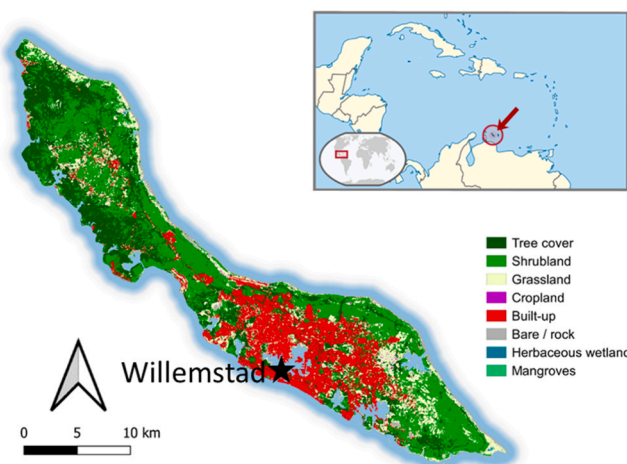 Tree cover
Shrubland
Grassland
Cropland
Built-up
Bare / rock
Herbaceous wetland
Mangroves
Willemstad
0 5 10 km